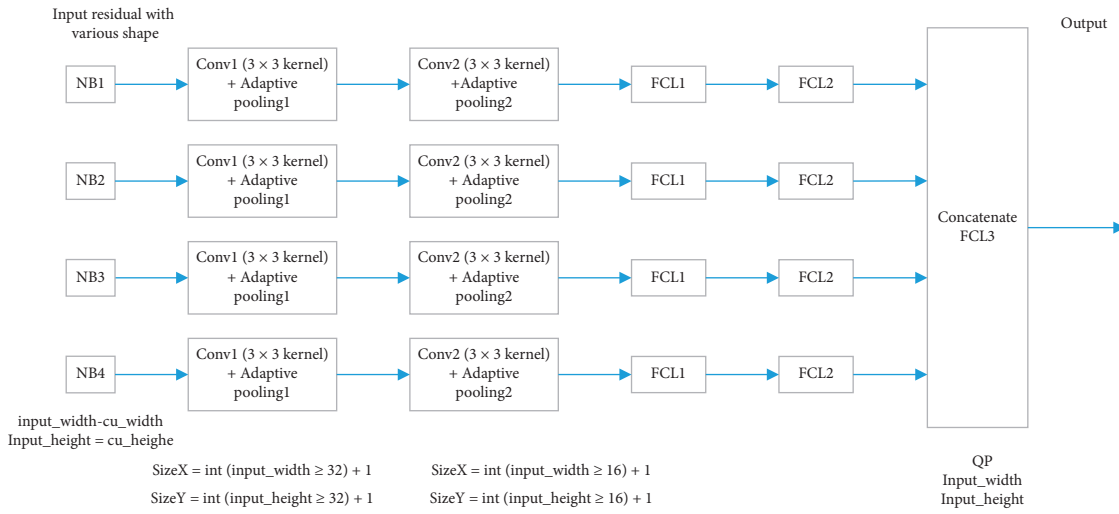 Input residual with
various shape
Output
NB1
Conv1 (3 × 3 kernel)
+ Adaptive
pooling1
Conv2 (3 × 3 kernel)
+Adaptive
pooling2
FCL1
FCL2
NB2
Conv1 (3 × 3 kernel)
+ Adaptive
pooling1
Conv2 (3 × 3 kernel)
+ Adaptive
pooling2
FCL1
FCL2
Concatenate
FCL3
NB3
Conv1 (3 × 3 kernel)
+ Adaptive
pooling1
Conv2 (3 × 3 kernel)
+ Adaptive
pooling2
FCL1
FCL2
NB4
Conv1 (3 × 3 kernel)
+ Adaptive
pooling1
Conv2 (3 × 3 kernel)
+ Adaptive
pooling2
FCL1
FCL2
input_width-cu_width
Input_height = cu_heighe
SizeX = int (input_width ≥ 32) + 1
SizeY = int (input_height ≥ 32) + 1
SizeX = int (input_width ≥ 16) + 1
SizeY = int (input_height ≥ 16) + 1
QP
Input_width
Input_height